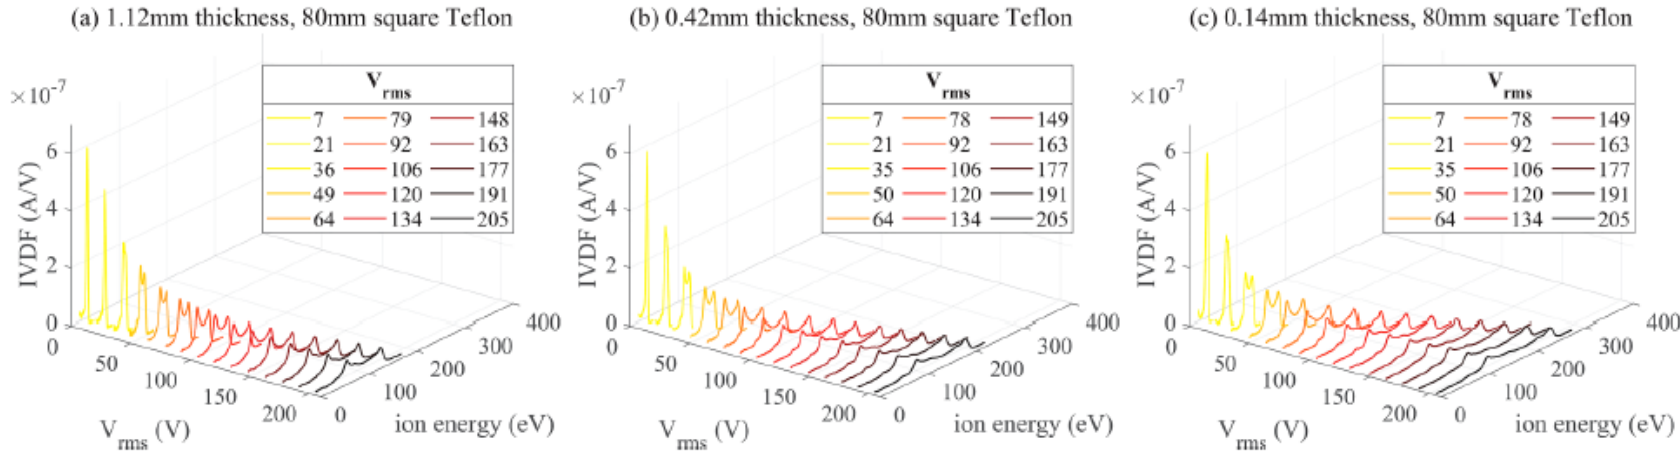 (a) 1.12mm thickness, 80mm square Teflon
×10⁻⁷
V_rms
7 79 148
21 92 163
36 106 177
49 120 191
64 134 205
IVDF (A/V)
6
4
2
0
0
50
100
150
200
V_rms (V)
0
100
200
300
400
ion energy (eV)
(b) 0.42mm thickness, 80mm square Teflon
×10⁻⁷
V_rms
7 78 149
21 92 163
35 106 177
50 120 191
64 134 205
IVDF (A/V)
6
4
2
0
0
50
100
150
200
V_rms (V)
0
100
200
300
400
ion energy (eV)
(c) 0.14mm thickness, 80mm square Teflon
×10⁻⁷
V_rms
7 78 149
21 92 163
35 106 177
50 120 191
64 134 205
IVDF (A/V)
6
4
2
0
0
50
100
150
200
V_rms (V)
0
100
200
300
400
ion energy (eV)